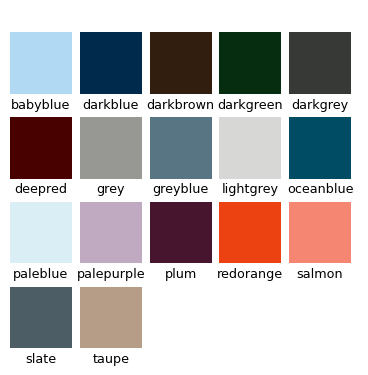 babyblue darkblue darkbrown darkgreen darkgrey
deepred grey greyblue lightgrey oceanblue
paleblue palepurple plum redorange salmon
slate taupe